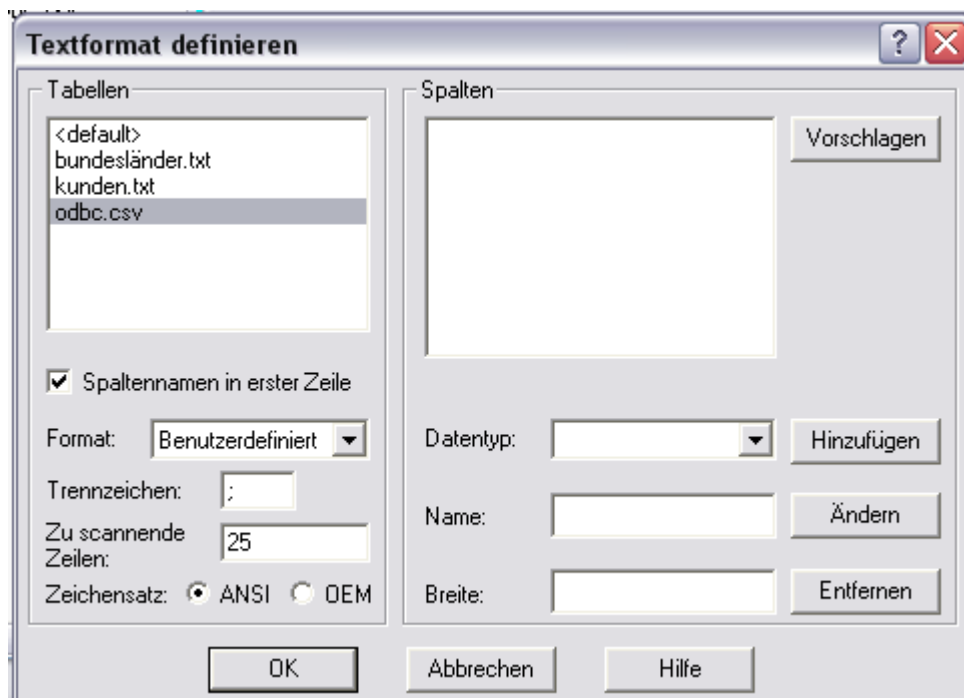 Textformat definieren
Tabellen
<default>
bundesländer.txt
kunden.txt
odbc.csv
Spaltennamen in erster Zeile
Format: Benutzerdefiniert
Trennzeichen: ;
Zu scannende
Zeilen: 25
Zeichensatz: ANSI OEM
Spalten
Vorschlagen
Datentyp: Hinzufügen
Name: Ändern
Breite: Entfernen
OK Abbrechen Hilfe